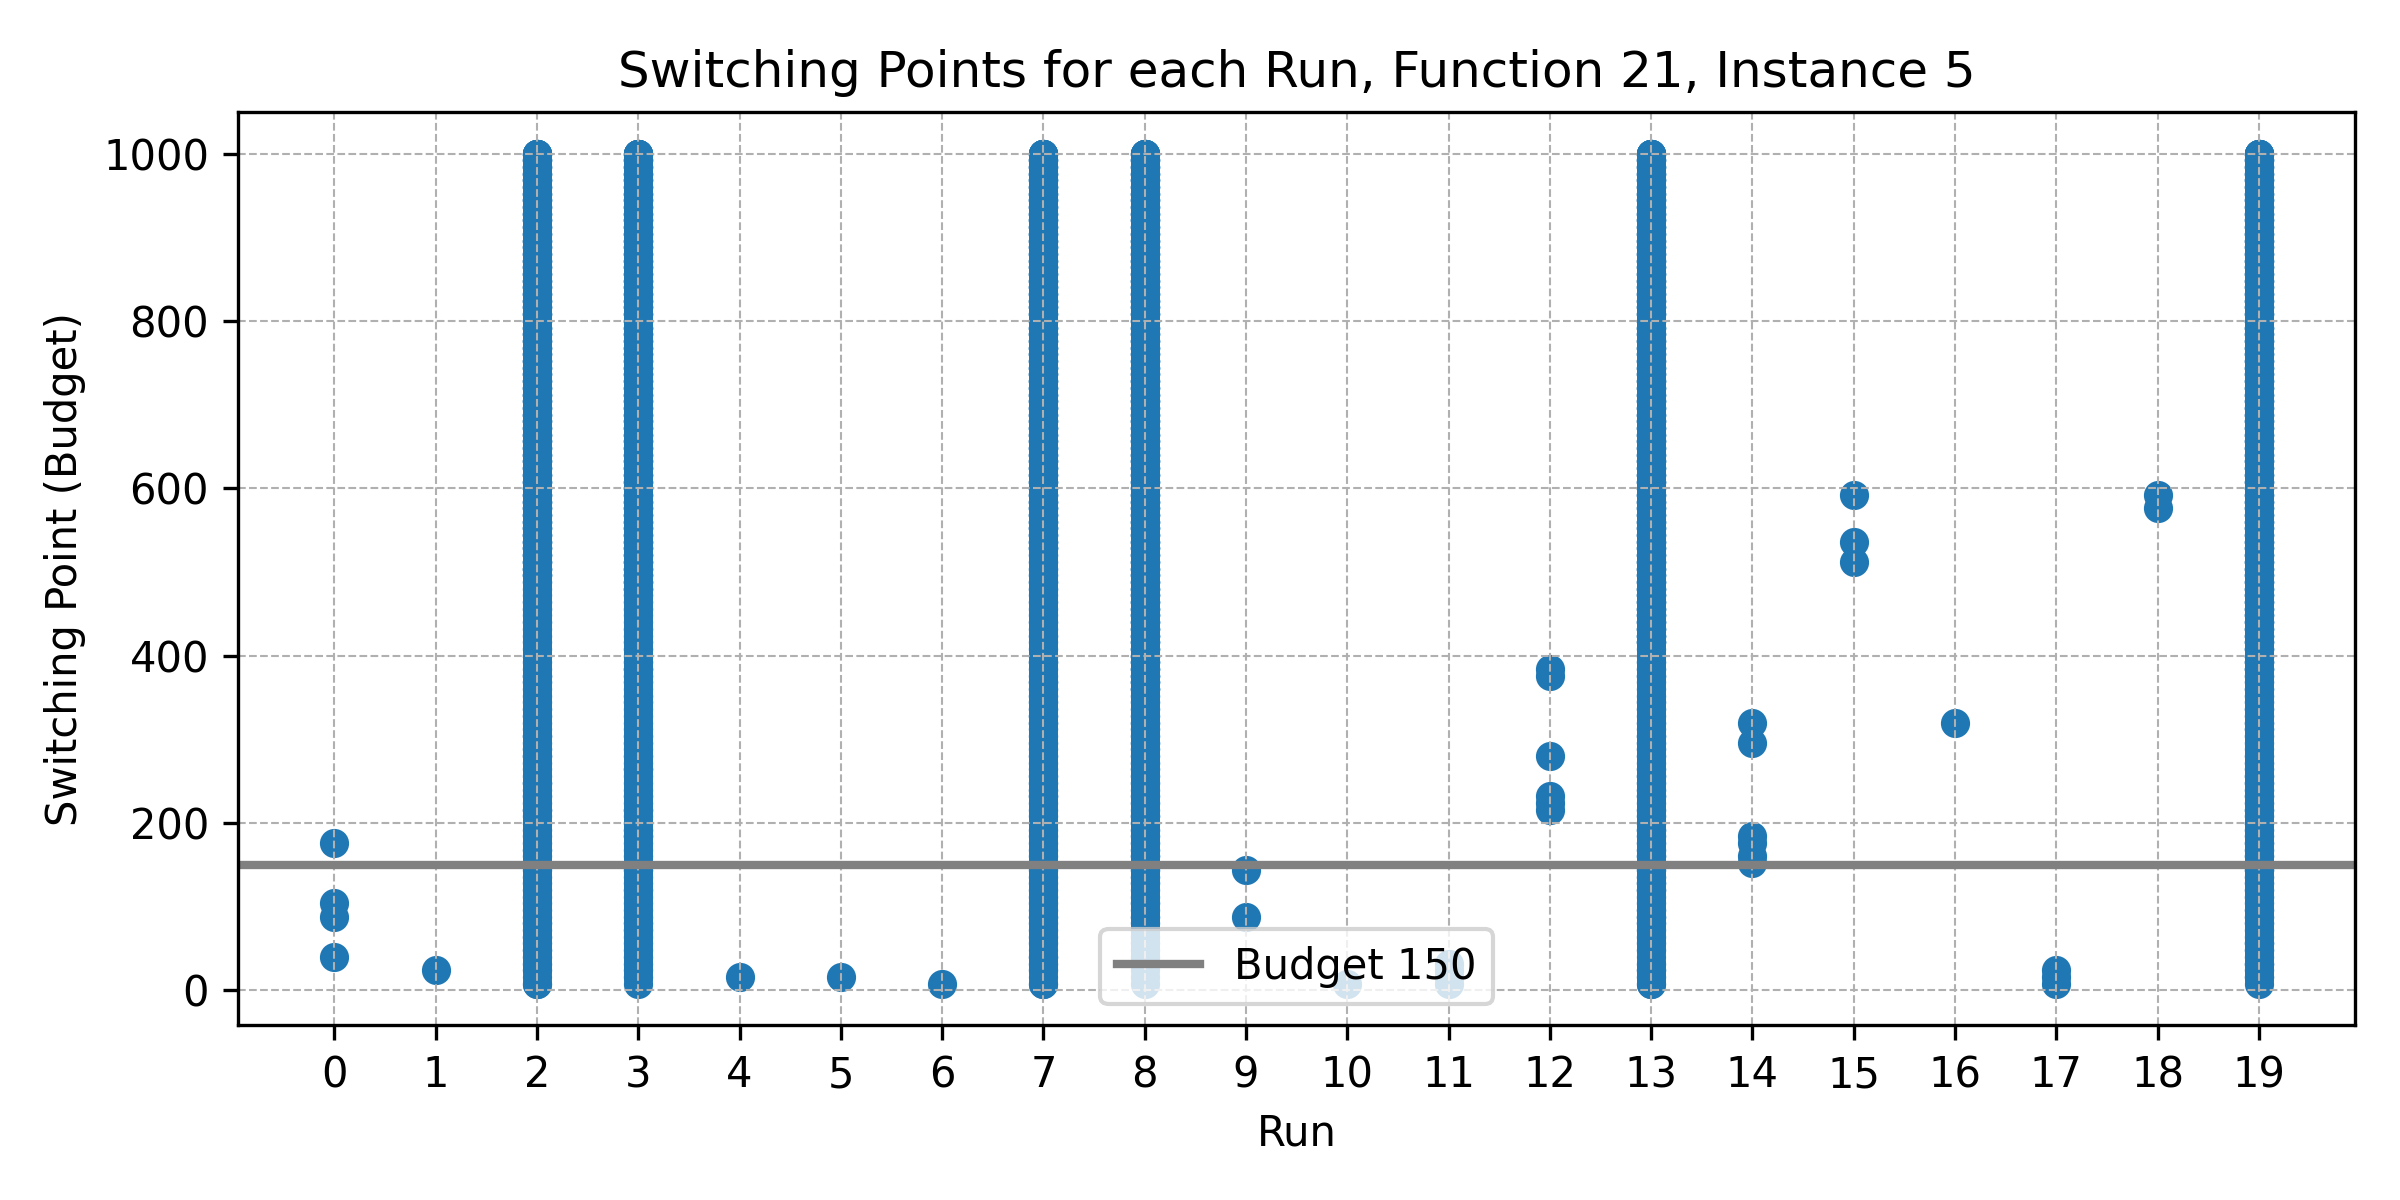 Switching Points for each Run, Function 21, Instance 5
Switching Point (Budget)
1000
800
600
400
200
0
Budget 150
0 1 2 3 4 5 6 7 8 9 10 11 12 13 14 15 16 17 18 19
Run